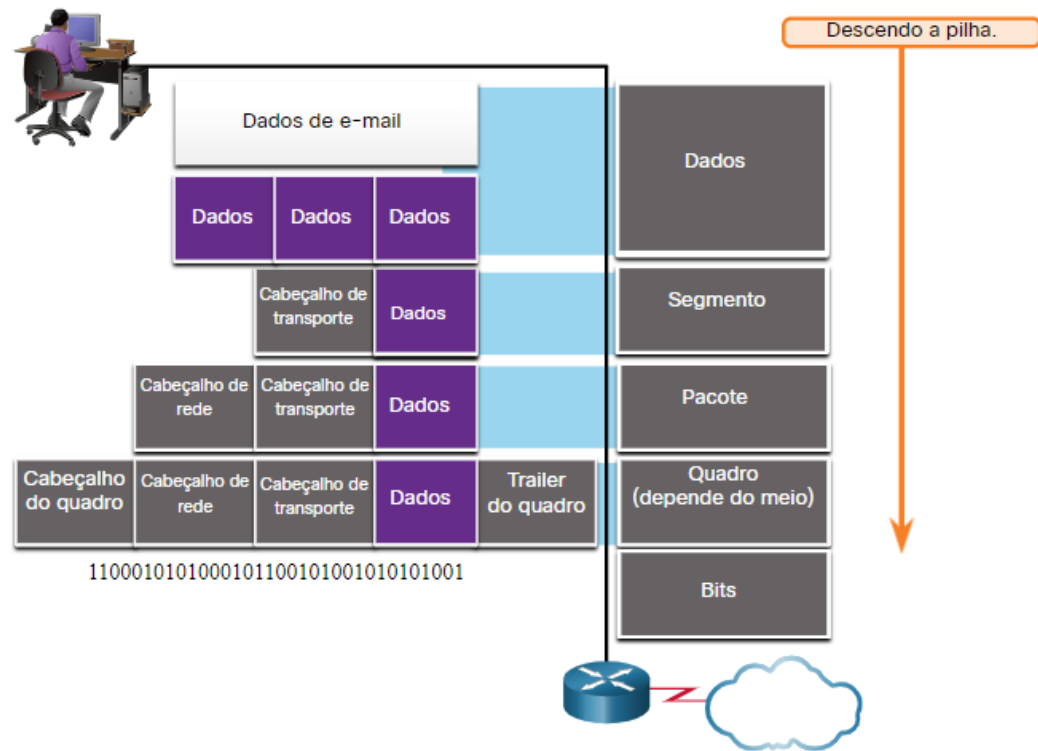 Descendo a pilha.
Dados de e-mail
Dados
Dados
Dados
Dados
Cabeçalho de
transporte
Dados
Segmento
Cabeçalho de
rede
Cabeçalho de
transporte
Dados
Pacote
Cabeçalho
do quadro
Cabeçalho de
rede
Cabeçalho de
transporte
Dados
Trailer
do quadro
Quadro
(depende do meio)
1100010101000101100101001010101001
Bits